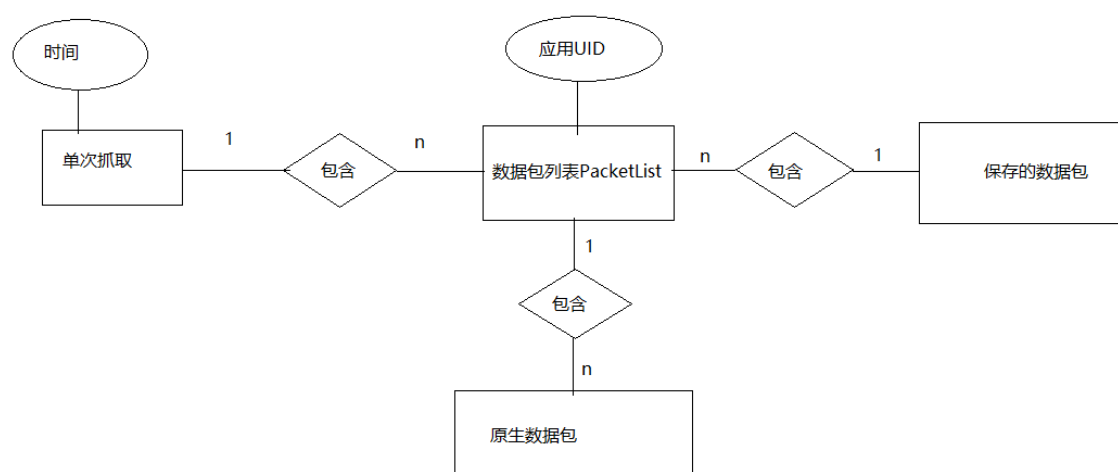 时间
应用UID
单次抓取
1
包含
n
数据包列表PacketList
n
包含
1
保存的数据包
1
包含
n
原生数据包